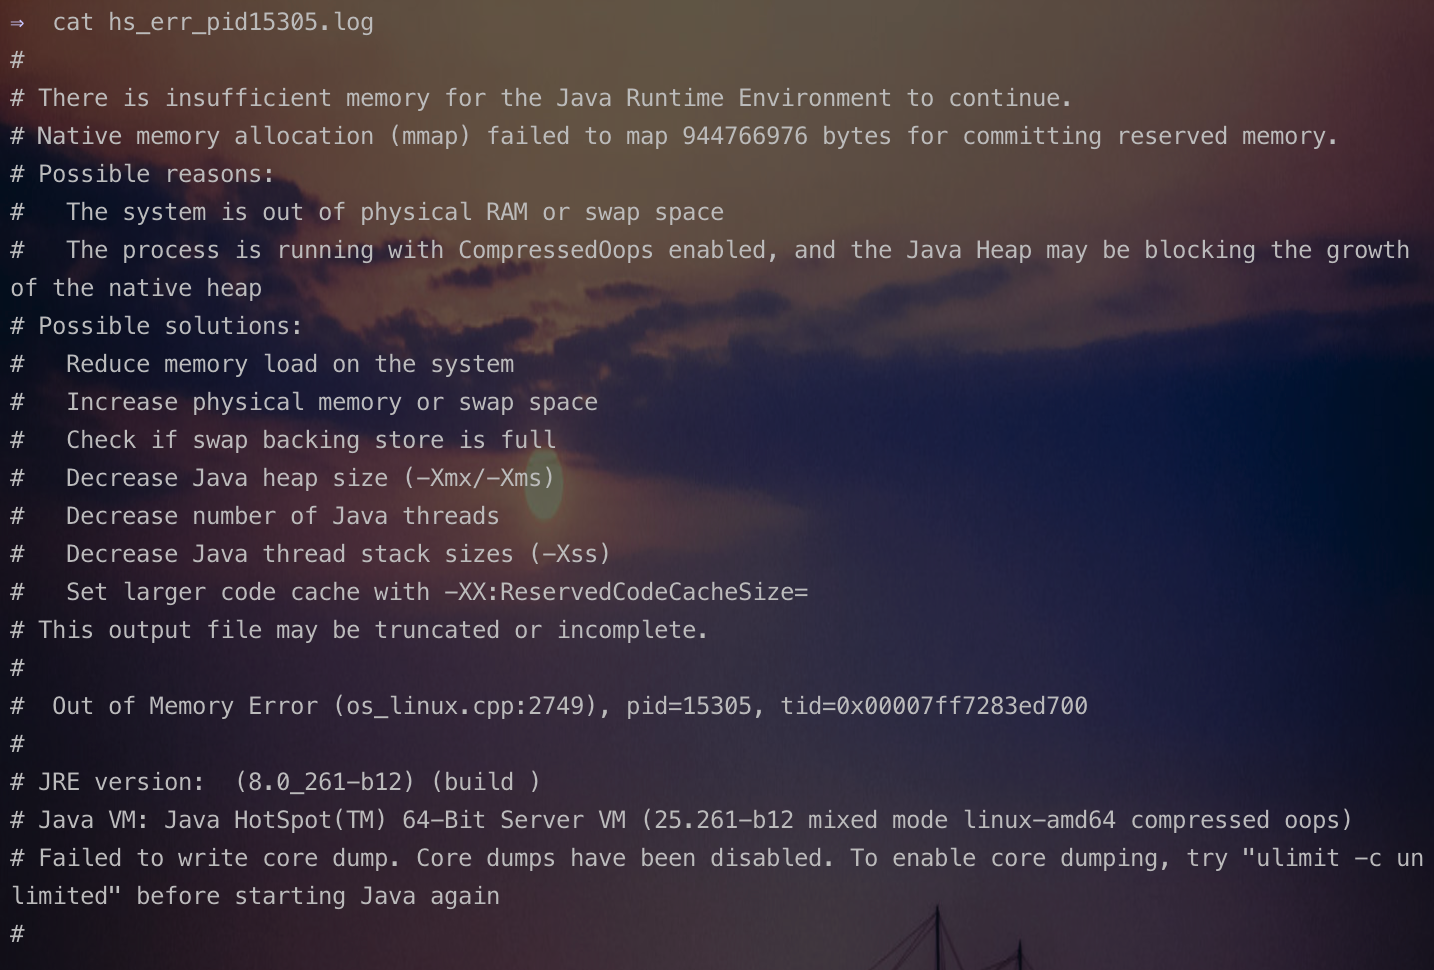 ⇒  cat hs_err_pid15305.log
#
# There is insufficient memory for the Java Runtime Environment to continue.
# Native memory allocation (mmap) failed to map 944766976 bytes for committing reserved memory.
# Possible reasons:
#   The system is out of physical RAM or swap space
#   The process is running with CompressedOops enabled, and the Java Heap may be blocking the growth
of the native heap
# Possible solutions:
#   Reduce memory load on the system
#   Increase physical memory or swap space
#   Check if swap backing store is full
#   Decrease Java heap size (-Xmx/-Xms)
#   Decrease number of Java threads
#   Decrease Java thread stack sizes (-Xss)
#   Set larger code cache with -XX:ReservedCodeCacheSize=
# This output file may be truncated or incomplete.
#
#  Out of Memory Error (os_linux.cpp:2749), pid=15305, tid=0x00007ff7283ed700
#
# JRE version:  (8.0_261-b12) (build )
# Java VM: Java HotSpot(TM) 64-Bit Server VM (25.261-b12 mixed mode linux-amd64 compressed oops)
# Failed to write core dump. Core dumps have been disabled. To enable core dumping, try "ulimit -c un
limited" before starting Java again
#